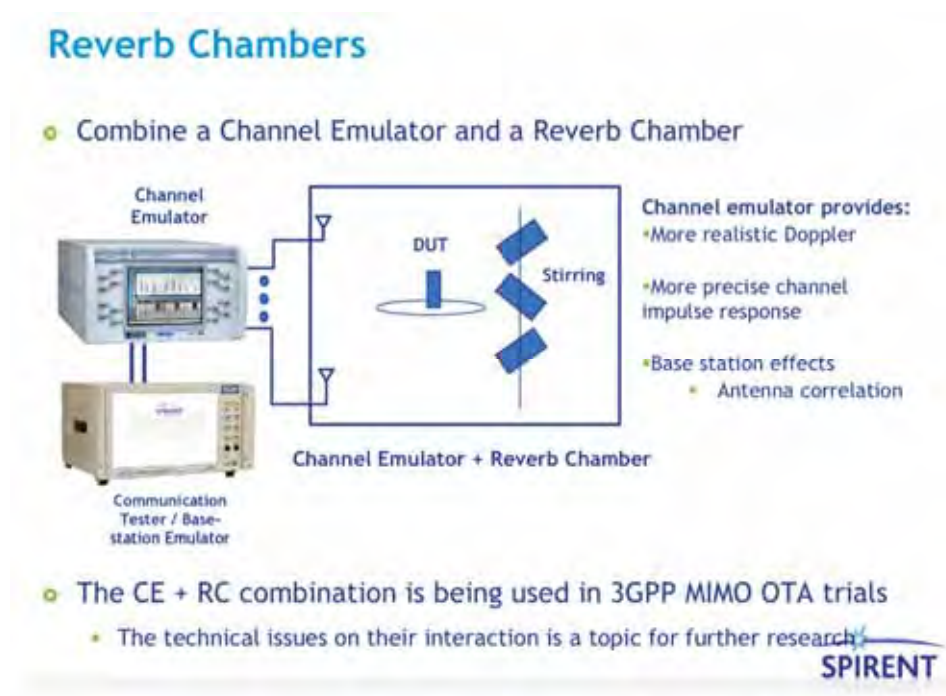 Reverb Chambers
Combine a Channel Emulator and a Reverb Chamber
Channel
Emulator
DUT
Stirring
Channel emulator provides:
More realistic Doppler
More precise channel
impulse response
Base station effects
Antenna correlation
SPIRENT
Channel Emulator + Reverb Chamber
Communication
Tester / Base-
station Emulator
The CE + RC combination is being used in 3GPP MIMO OTA trials
The technical issues on their interaction is a topic for further research
SPIRENT